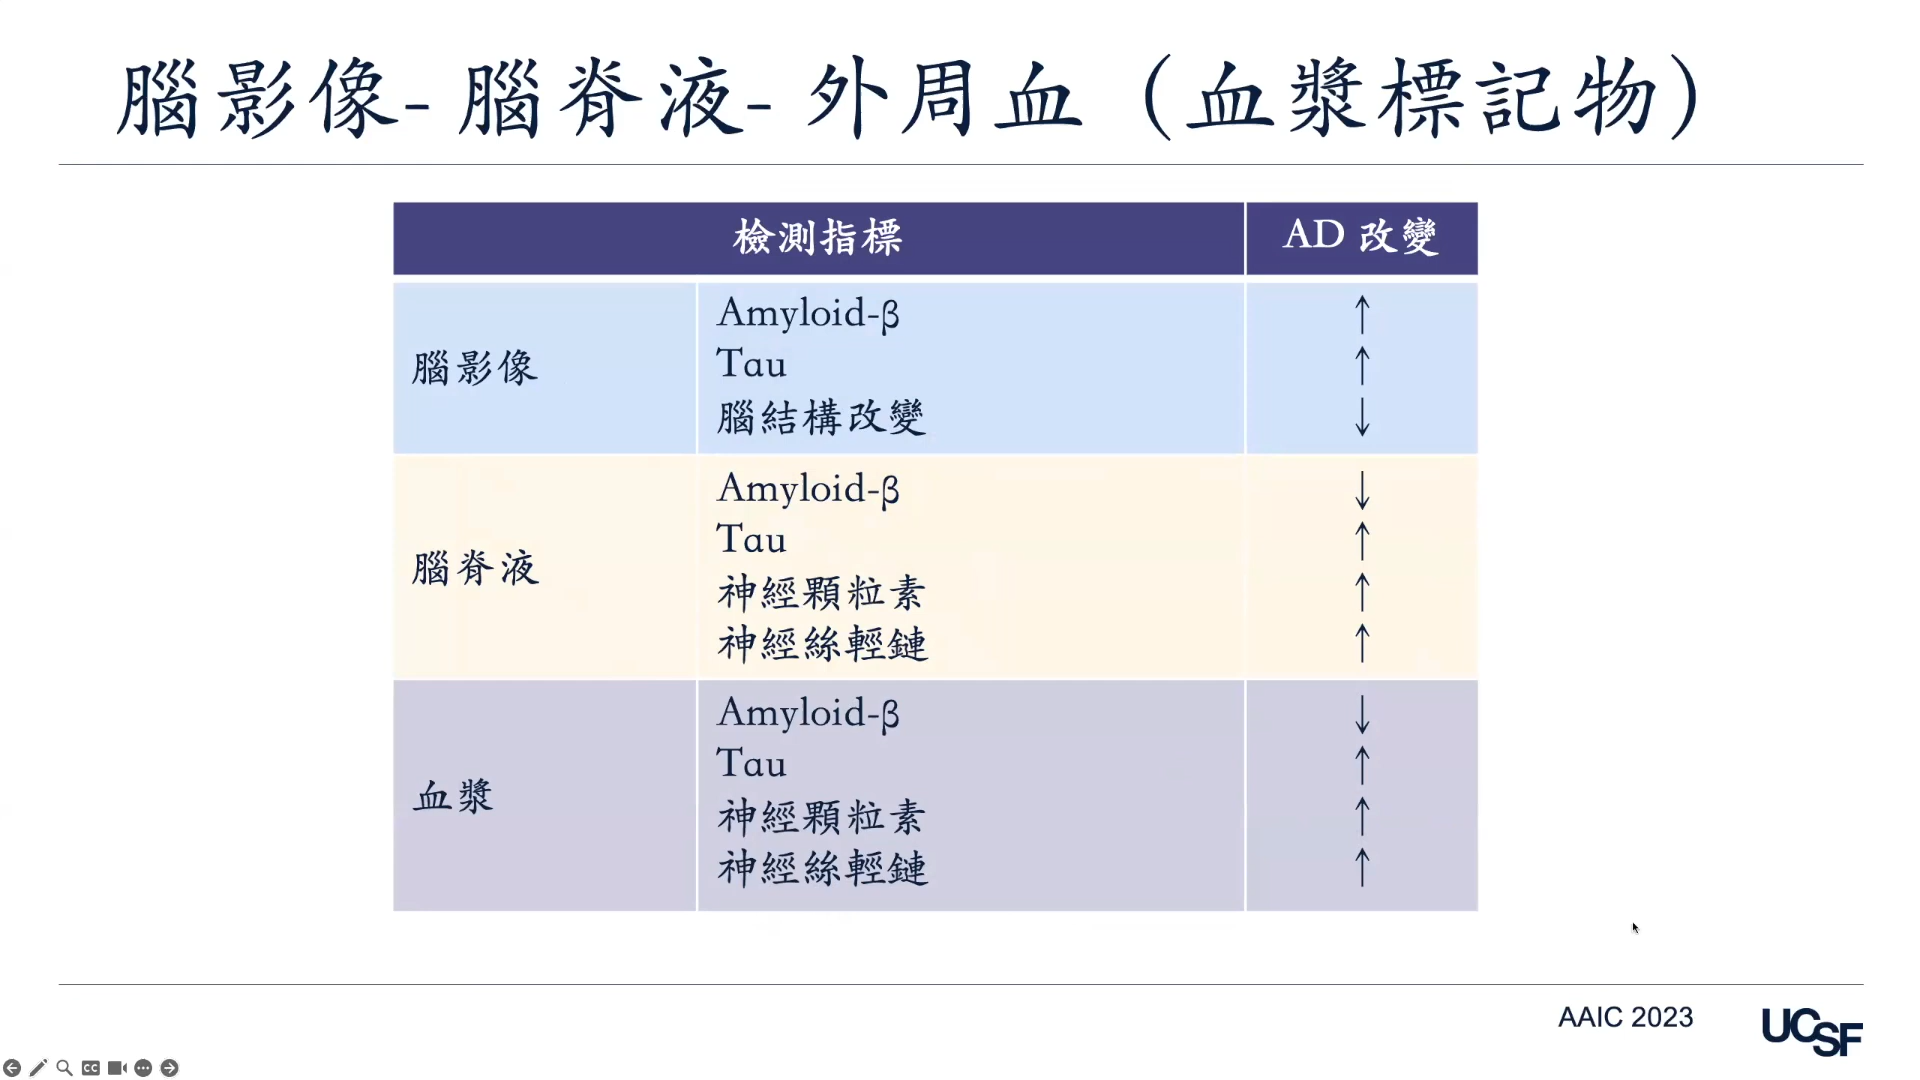 腦影像- 腦脊液- 外周血（血漿標記物）
檢測指標 AD 改變
腦影像
Amyloid-β ↑
Tau ↑
腦結構改變 ↓
腦脊液
Amyloid-β ↓
Tau ↑
神經顆粒素 ↑
神經絲輕鏈 ↑
血漿
Amyloid-β ↓
Tau ↑
神經顆粒素 ↑
神經絲輕鏈 ↑
AAIC 2023
UCSF
CC